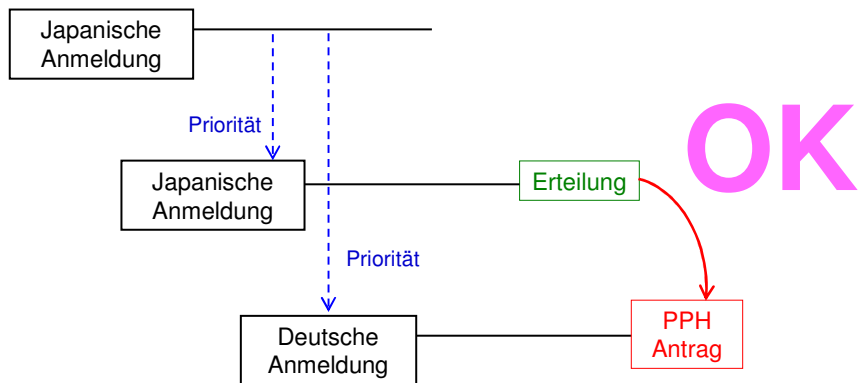 Japanische
Anmeldung
Priorität
OK
Japanische
Anmeldung
Erteilung
Priorität
Deutsche
Anmeldung
PPH
Antrag